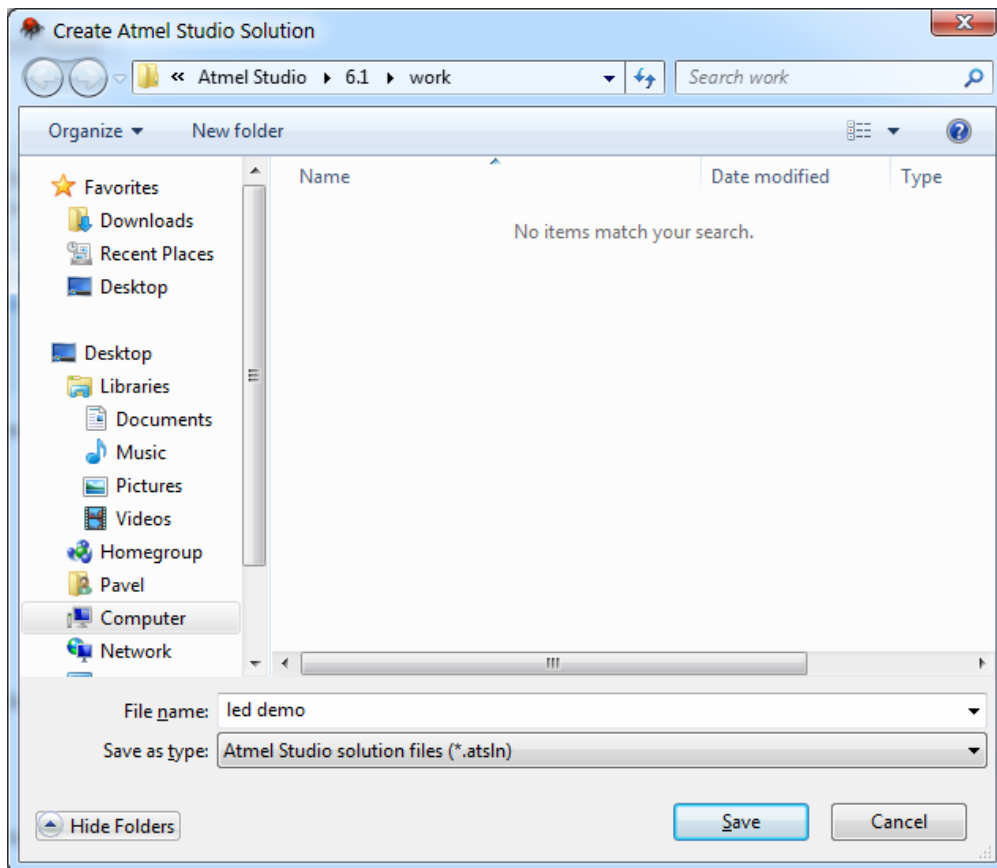 Create Atmel Studio Solution
« Atmel Studio 6.1 work
Search work
Organize
New folder
Name
Date modified
Type
No items match your search.
Favorites
Downloads
Recent Places
Desktop
Desktop
Libraries
Documents
Music
Pictures
Videos
Homegroup
Pavel
Computer
Network
File name: led demo
Save as type: Atmel Studio solution files (*.atsln)
Hide Folders
Save
Cancel